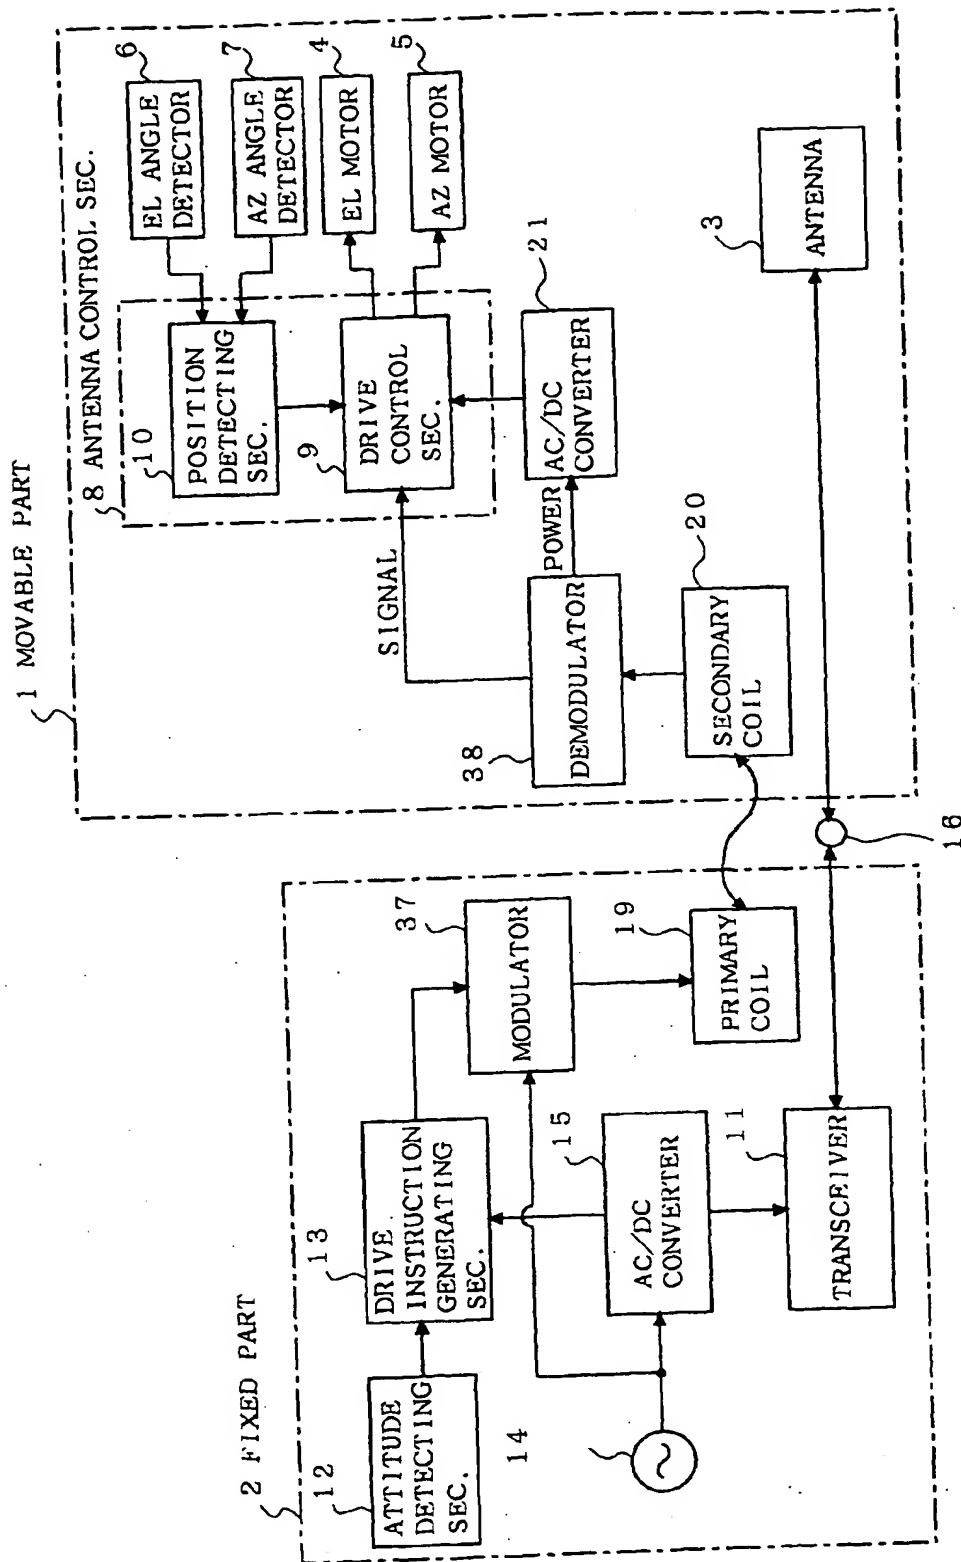 1 MOVABLE PART
8 ANTENNA CONTROL SEC.
6
EL ANGLE
DETECTOR
7
AZ ANGLE
DETECTOR
4
EL MOTOR
5
AZ MOTOR
10
POSITION
DETECTING
SEC.
9
DRIVE
CONTROL
SEC.
21
AC/DC
CONVERTER
POWER
SIGNAL
38
DEMODULATOR
20
SECONDARY
COIL
3
ANTENNA
16
2 FIXED PART
12
ATTITUDE
DETECTING
SEC.
13
DRIVE
INSTRUCTION
GENERATING
SEC.
37
MODULATOR
19
PRIMARY
COIL
14
15
AC/DC
CONVERTER
11
TRANSCEIVER